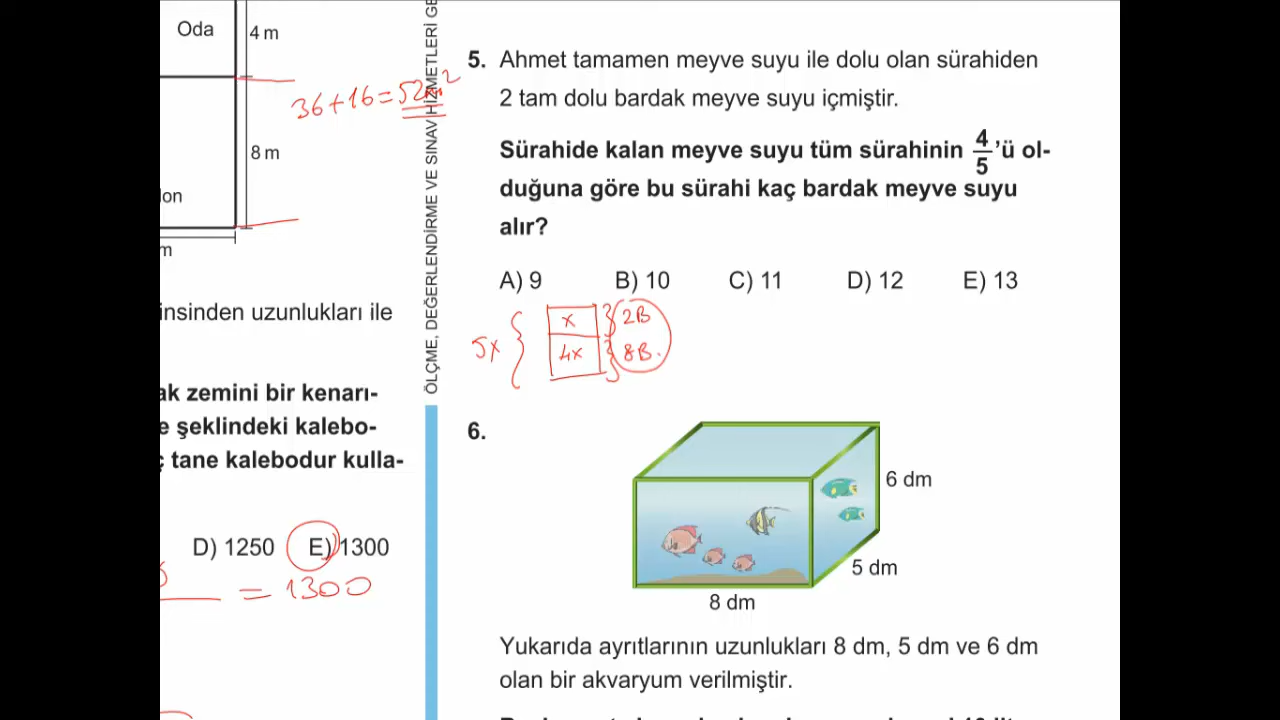 Oda
4 m
36+16=52m²
8 m
lon
m
insinden uzunlukları ile
ak zemini bir kenarı-
e şeklindeki kalebo-
ç tane kalebodur kulla-
D) 1250 E) 1300
= 1300
ÖLÇME, DEĞERLENDİRME VE SINAV HİZMETLERİ GE
5. Ahmet tamamen meyve suyu ile dolu olan sürahiden
2 tam dolu bardak meyve suyu içmiştir.
Sürahide kalan meyve suyu tüm sürahinin 4/5'ü ol-
duğuna göre bu sürahi kaç bardak meyve suyu
alır?
A) 9 B) 10 C) 11 D) 12 E) 13
x 2B
5x
4x 8B.
6.
6 dm
5 dm
8 dm
Yukarıda ayrıtlarının uzunlukları 8 dm, 5 dm ve 6 dm
olan bir akvaryum verilmiştir.